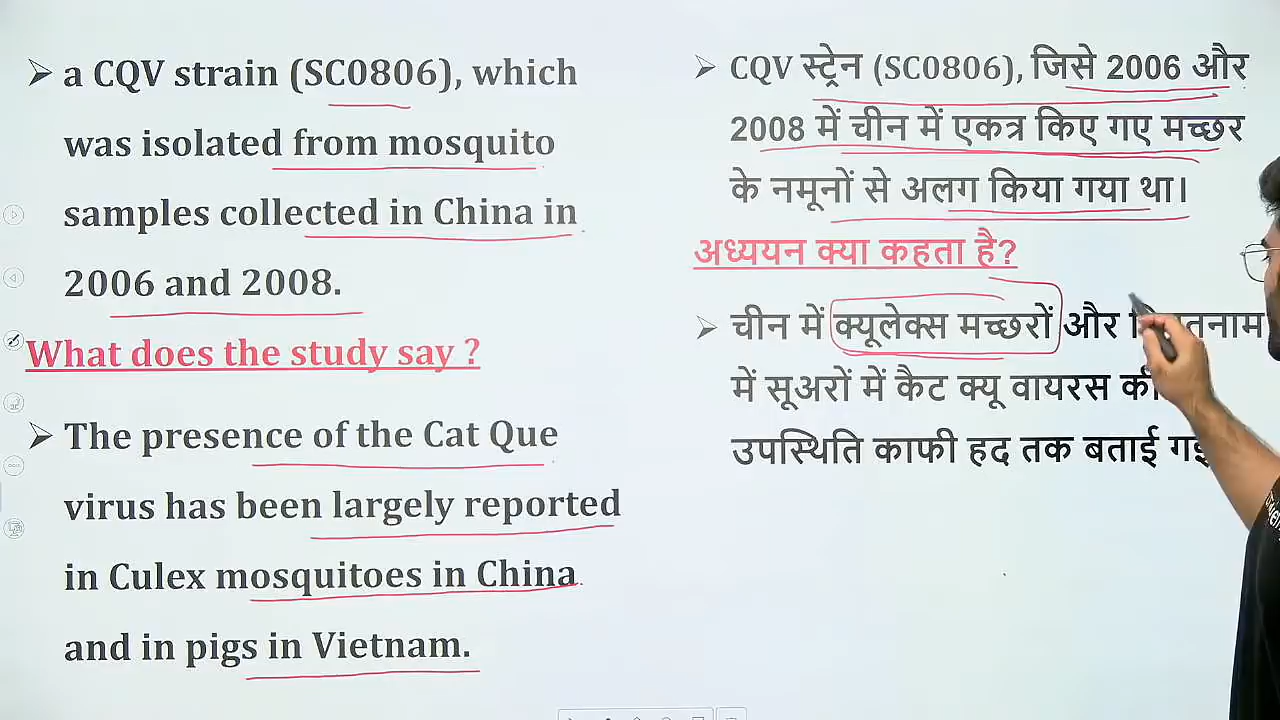 ➢ a CQV strain (SC0806), which
was isolated from mosquito
samples collected in China in
2006 and 2008.
What does the study say ?
➢ The presence of the Cat Que
virus has been largely reported
in Culex mosquitoes in China
and in pigs in Vietnam.
➢ CQV स्ट्रेन (SC0806), जिसे 2006 और
2008 में चीन में एकत्र किए गए मच्छर
के नमूनों से अलग किया गया था।
अध्ययन क्या कहता है?
➢ चीन में क्यूलेक्स मच्छरों और
में सूअरों में कैट क्यू वायरस की
उपस्थिति काफी हद तक बताई